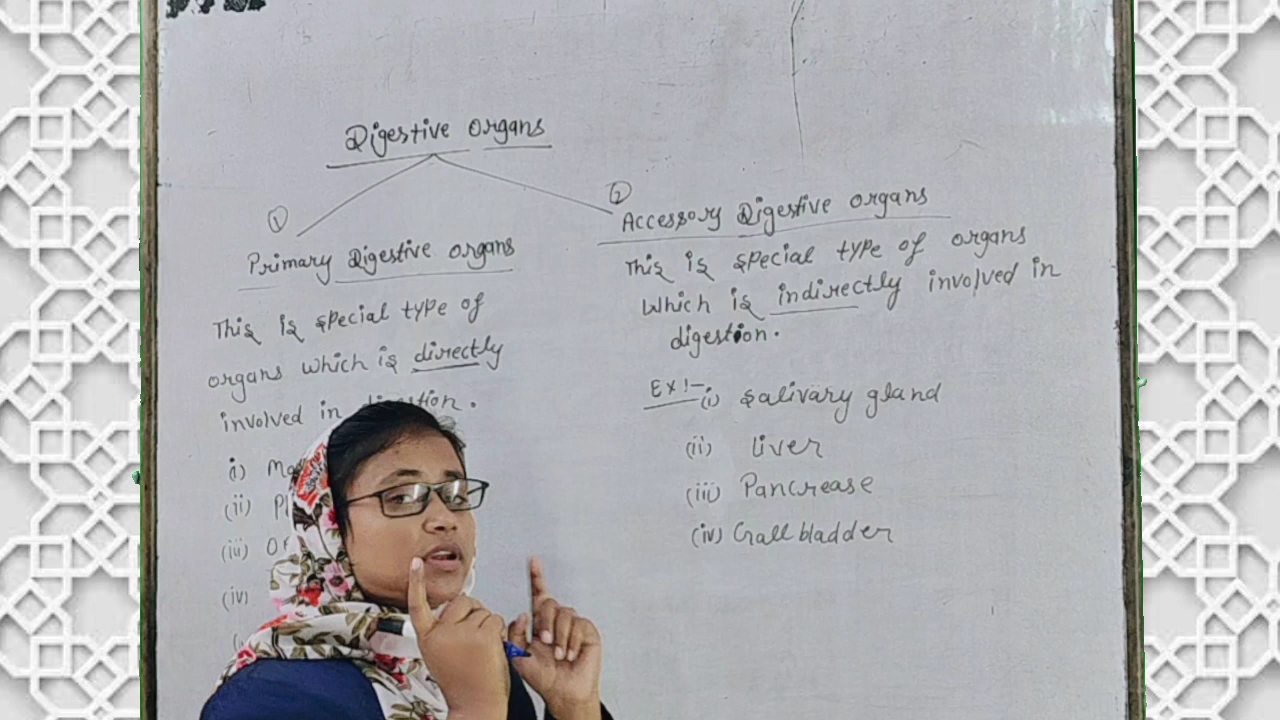 Digestive organs
①
Primary Digestive organs
This is special type of
organs which is directly
involved in
(i)
(ii)
(iii)
(iv)
②
Accessory Digestive organs
This is special type of organs
which is indirectly involved in
digestion.
Ex!- (i) salivary gland
(ii) Liver
(iii) Pancrease
(iv) Gall bladder